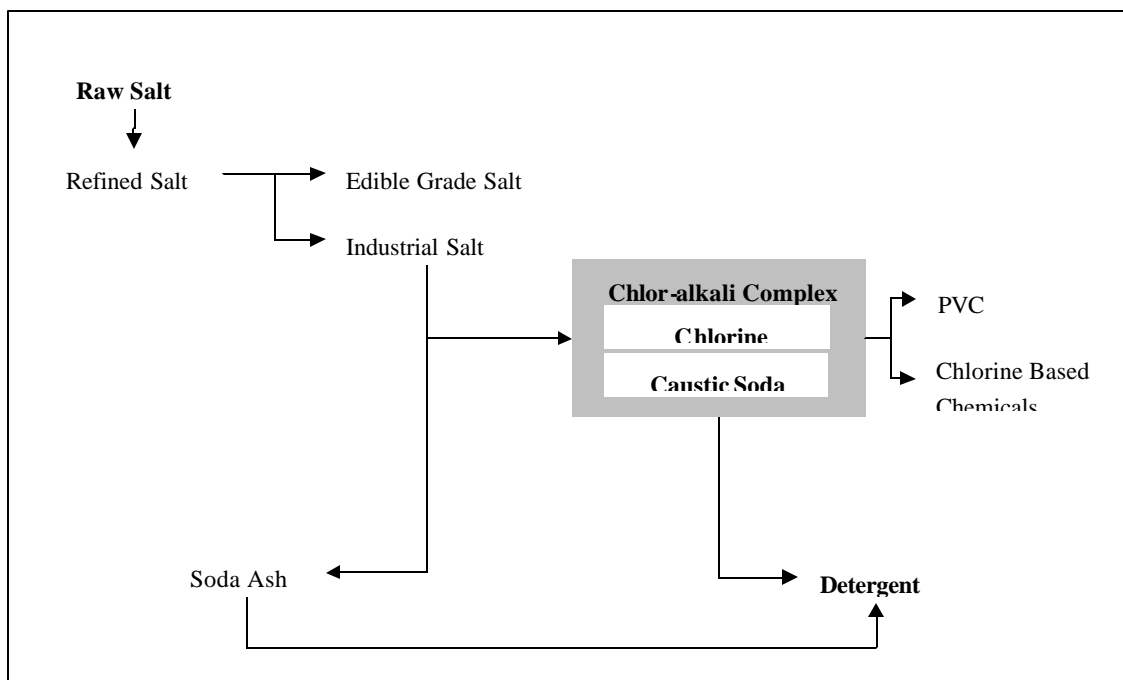 Raw Salt
Refined Salt
Edible Grade Salt
Industrial Salt
Chlor-alkali Complex
Chlorine
Caustic Soda
PVC
Chlorine Based
Chemicals
Soda Ash
Detergent